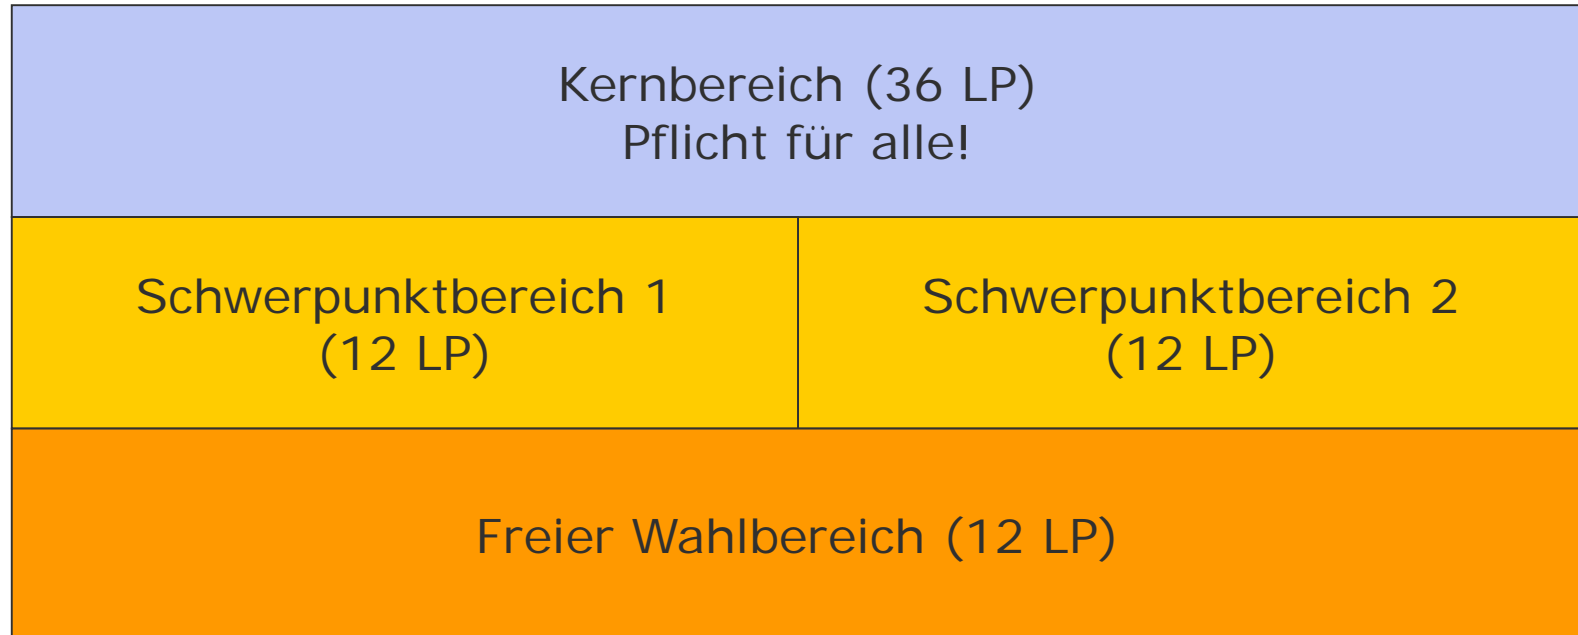 Kernbereich (36 LP)
Pflicht für alle!
Schwerpunktbereich 1
(12 LP)
Schwerpunktbereich 2
(12 LP)
Freier Wahlbereich (12 LP)